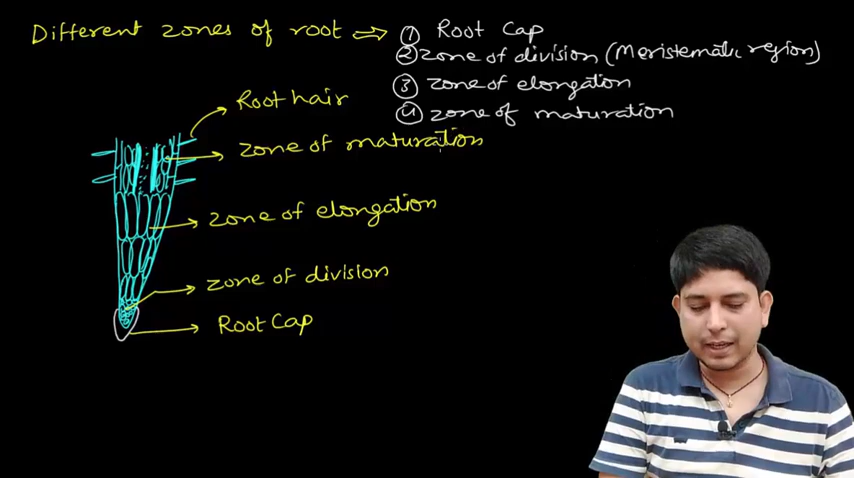 Different zones of root ⇒ ① Root Cap
② Zone of division (Meristematic region)
③ Zone of elongation
④ Zone of maturation
Root hair
Zone of maturation
Zone of elongation
Zone of division
Root Cap